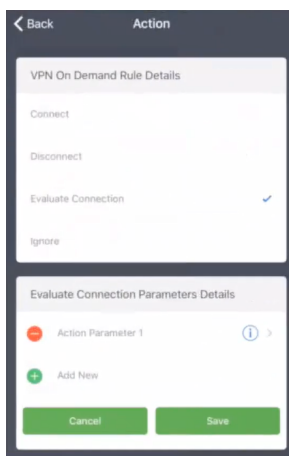 Back
Action
VPN On Demand Rule Details
Connect
Disconnect
Evaluate Connection
Ignore
Evaluate Connection Parameters Details
Action Parameter 1
Add New
Cancel
Save